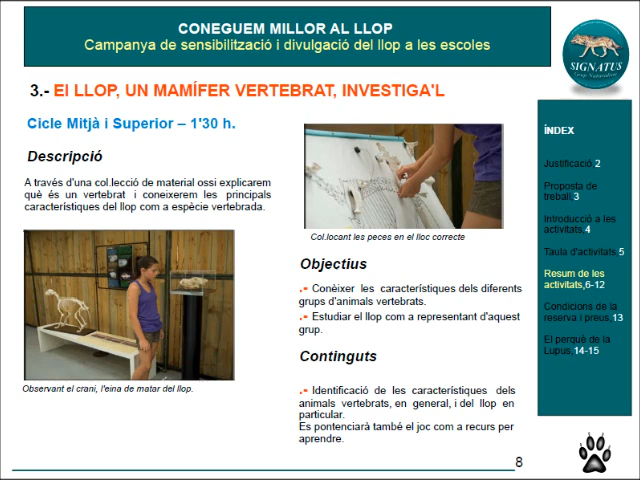 CONEGUEM MILLOR AL LLOP
Campanya de sensibilització i divulgació del llop a les escoles
SIGNATUS
3.- El LLOP, UN MAMÍFER VERTEBRAT, INVESTIGA'L
Cicle Mitjà i Superior – 1'30 h.
Descripció
A través d'una col.lecció de material ossi explicarem
què és un vertebrat i coneixerem les principals
característiques del llop com a espècie vertebrada.
Observant el crani, l'eina de matar del llop.
Col.locant les peces en el lloc correcte
Objectius
.- Conèixer les característiques dels diferents
grups d'animals vertebrats.
.- Estudiar el llop com a representant d'aquest
grup.
Continguts
.- Identificació de les característiques dels
animals vertebrats, en general, i del llop en
particular.
Es potenciarà també el joc com a recurs per
aprendre.
ÍNDEX
Justificació,2
Proposta de
treball,3
Introducció a les
activitats,4
Taula d'activitats,5
Resum de les
activitats,6-12
Condicions de la
reserva i preus,13
El perquè de la
Lupus,14-15
8